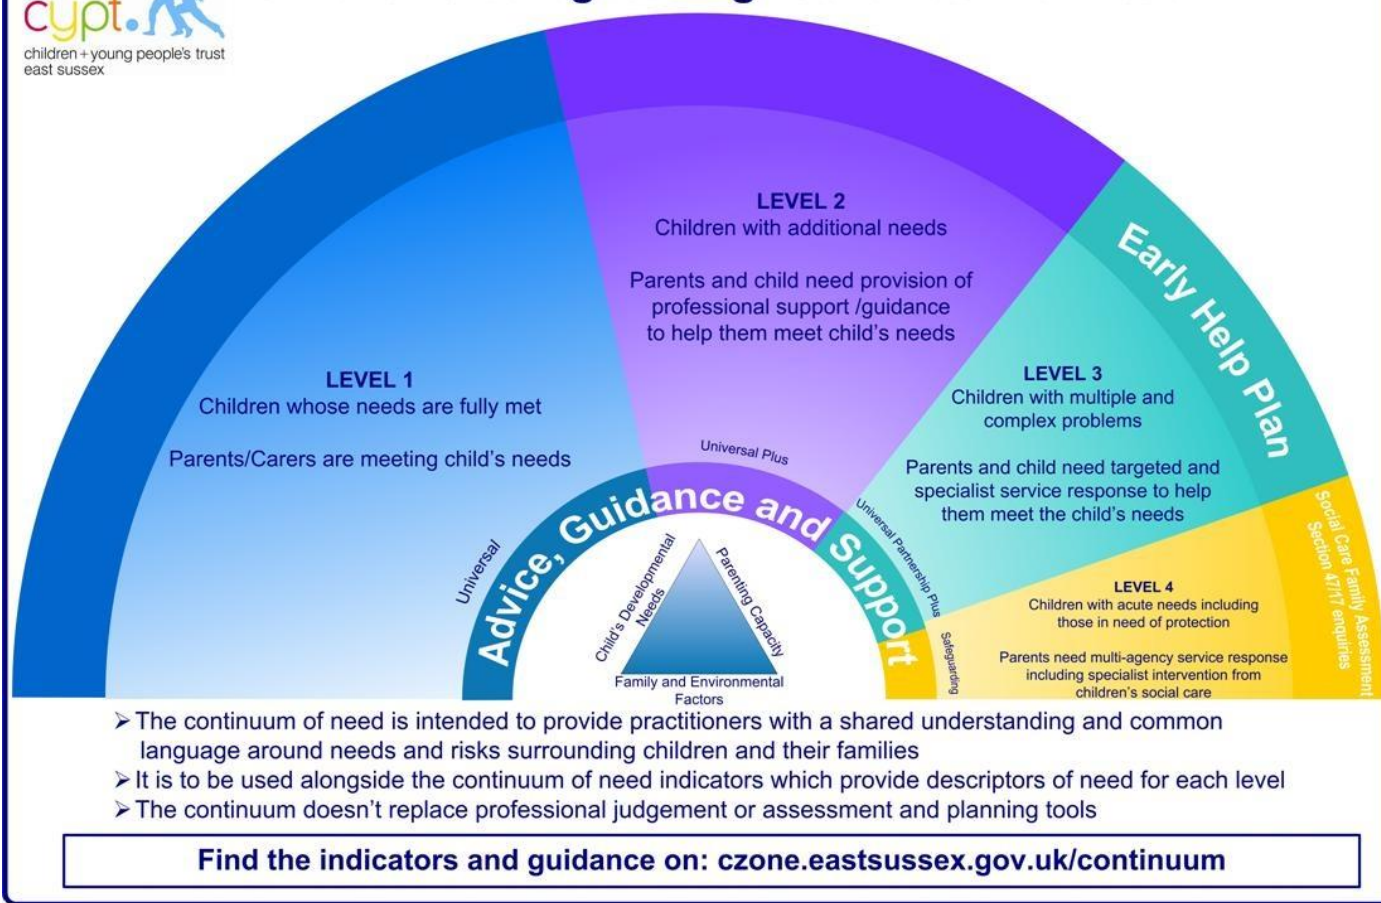 cypt.
children + young people's trust
east sussex
LEVEL 1
Children whose needs are fully met
Parents/Carers are meeting child's needs
LEVEL 2
Children with additional needs
Parents and child need provision of
professional support /guidance
to help them meet child's needs
LEVEL 3
Children with multiple and
complex problems
Parents and child need targeted and
specialist service response to help
them meet the child's needs
LEVEL 4
Children with acute needs including
those in need of protection
Parents need multi-agency service response
including specialist intervention from
children's social care
Early Help Plan
Social Care Family Assessment
Section 47/17 enquiries
Universal
Universal Plus
Universal Partnership Plus
Safeguarding
Advice, Guidance and Support
Child's Developmental
Needs
Parenting Capacity
Family and Environmental
Factors
➢ The continuum of need is intended to provide practitioners with a shared understanding and common
language around needs and risks surrounding children and their families
➢ It is to be used alongside the continuum of need indicators which provide descriptors of need for each level
➢ The continuum doesn't replace professional judgement or assessment and planning tools
Find the indicators and guidance on: czone.eastsussex.gov.uk/continuum